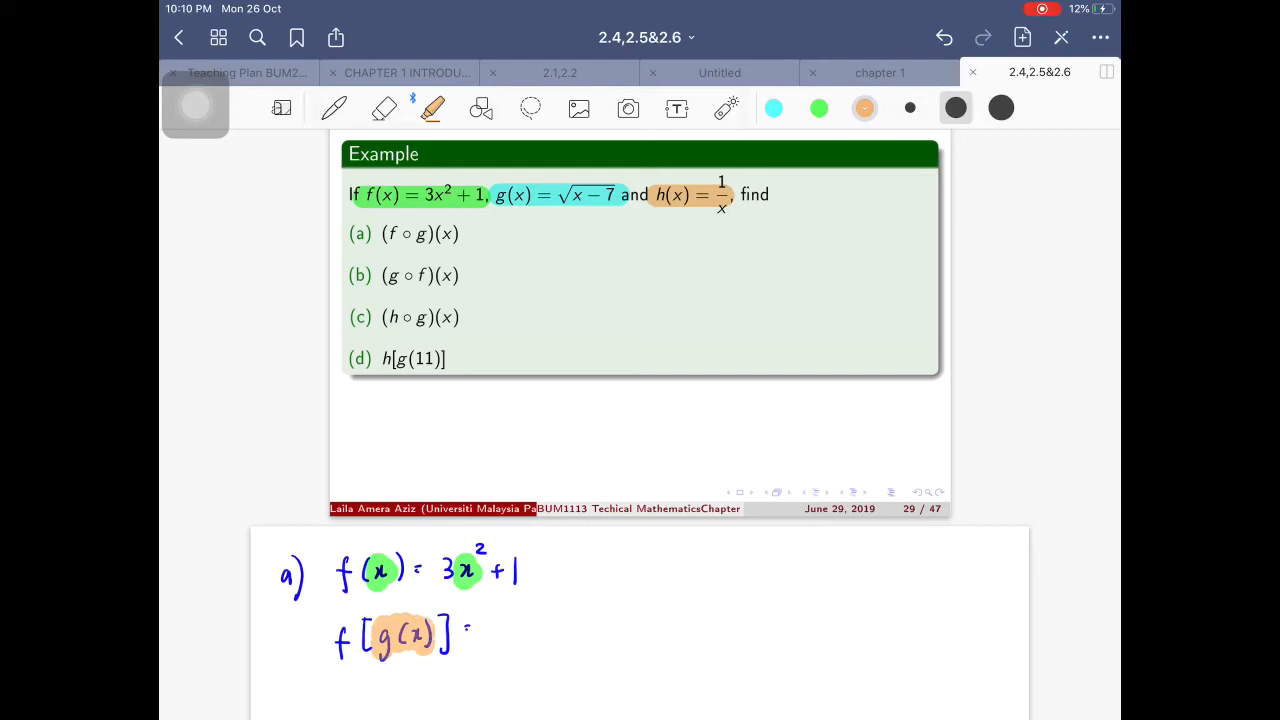 10:10 PM Mon 26 Oct 12%
2.4,2.5&2.6
Teaching Plan BUM2... CHAPTER 1 INTRODU... 2.1,2.2 Untitled chapter 1 2.4,2.5&2.6
Example
If f(x) = 3x² + 1, g(x) = √(x − 7) and h(x) = 1/x, find
(a) (f ∘ g)(x)
(b) (g ∘ f)(x)
(c) (h ∘ g)(x)
(d) h[g(11)]
Laila Amera Aziz (Universiti Malaysia Pa BUM1113 Techical MathematicsChapter June 29, 2019 29 / 47
a) f(x) = 3x² + 1
f[g(x)] =